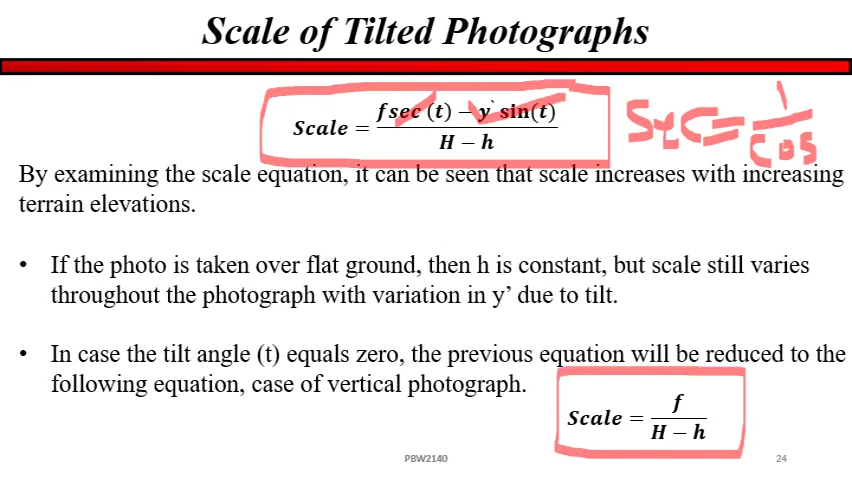 Scale of Tilted Photographs
Scale = (fsec (t) − y` sin(t)) / (H − h)
sec = 1 / cos
By examining the scale equation, it can be seen that scale increases with increasing
terrain elevations.
• If the photo is taken over flat ground, then h is constant, but scale still varies
throughout the photograph with variation in y’ due to tilt.
• In case the tilt angle (t) equals zero, the previous equation will be reduced to the
following equation, case of vertical photograph.
Scale = f / (H − h)
PBW2140
24